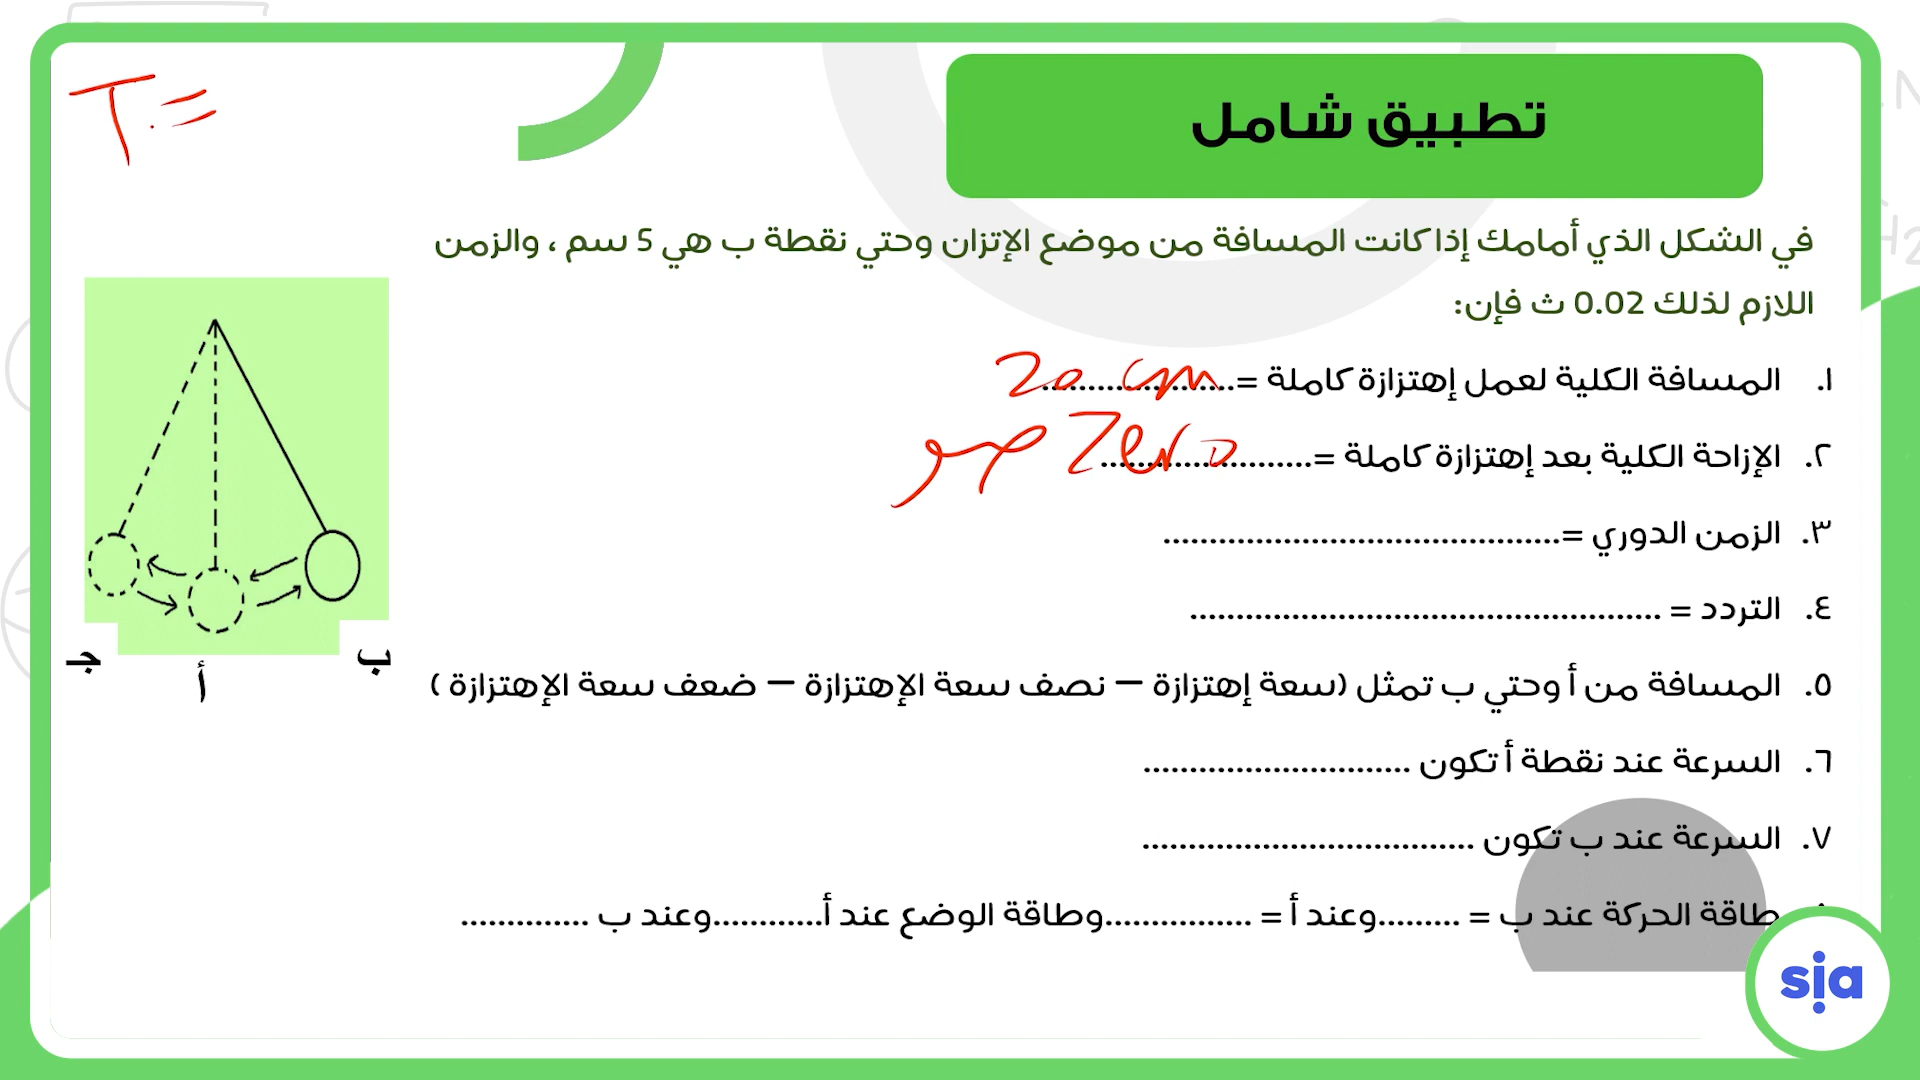 T =
تطبيق شامل
في الشكل الذي أمامك إذا كانت المسافة من موضع الإتزان وحتي نقطة ب هي 5 سم ، والزمن
اللازم لذلك 0.02 ث فإن:
١. المسافة الكلية لعمل إهتزازة كاملة =..................... 20 cm
٢. الإزاحة الكلية بعد إهتزازة كاملة =....................... Zero صفر
٣. الزمن الدوري =...........................................
٤. التردد = ...................................................
٥. المسافة من أ وحتي ب تمثل (سعة إهتزازة – نصف سعة الإهتزازة – ضعف سعة الإهتزازة )
٦. السرعة عند نقطة أ تكون .............................
٧. السرعة عند ب تكون ....................................
طاقة الحركة عند ب = .........وعند أ = ................وطاقة الوضع عند أ............وعند ب ..............
ب
أ
جـ
sia